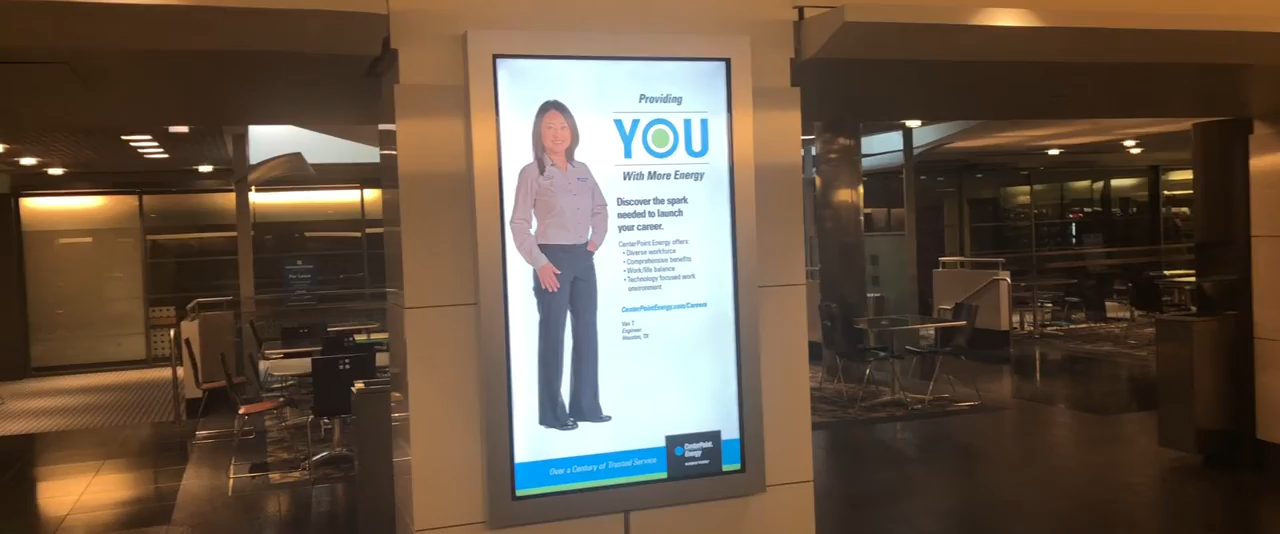 Providing
YOU
With More Energy
Discover the spark
needed to launch
your career.
CenterPoint Energy offers:
• Diverse workforce
• Comprehensive benefits
• Work/life balance
• Technology focused work
environment
CenterPointEnergy.com/Careers
Van T.
Engineer
Houston, TX
Over a Century of Trusted Service
CenterPoint.
Energy